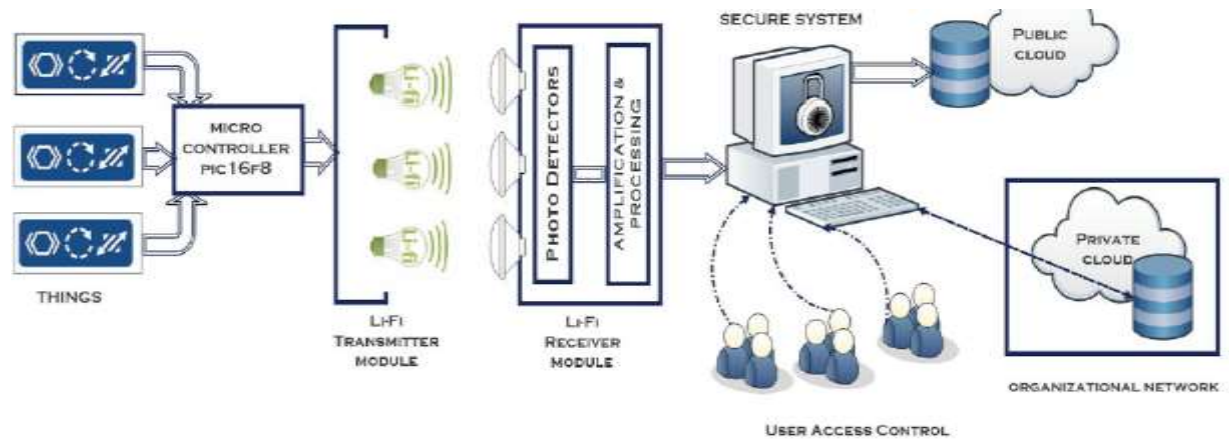 SECURE SYSTEM
PUBLIC
CLOUD
MICRO
CONTROLLER
PIC16F8
THINGS
LI-FI
TRANSMITTER
MODULE
PHOTO DETECTORS
AMPLIFICATION &
PROCESSING
LI-FI
RECEIVER
MODULE
PRIVATE
CLOUD
ORGANIZATIONAL NETWORK
USER ACCESS CONTROL